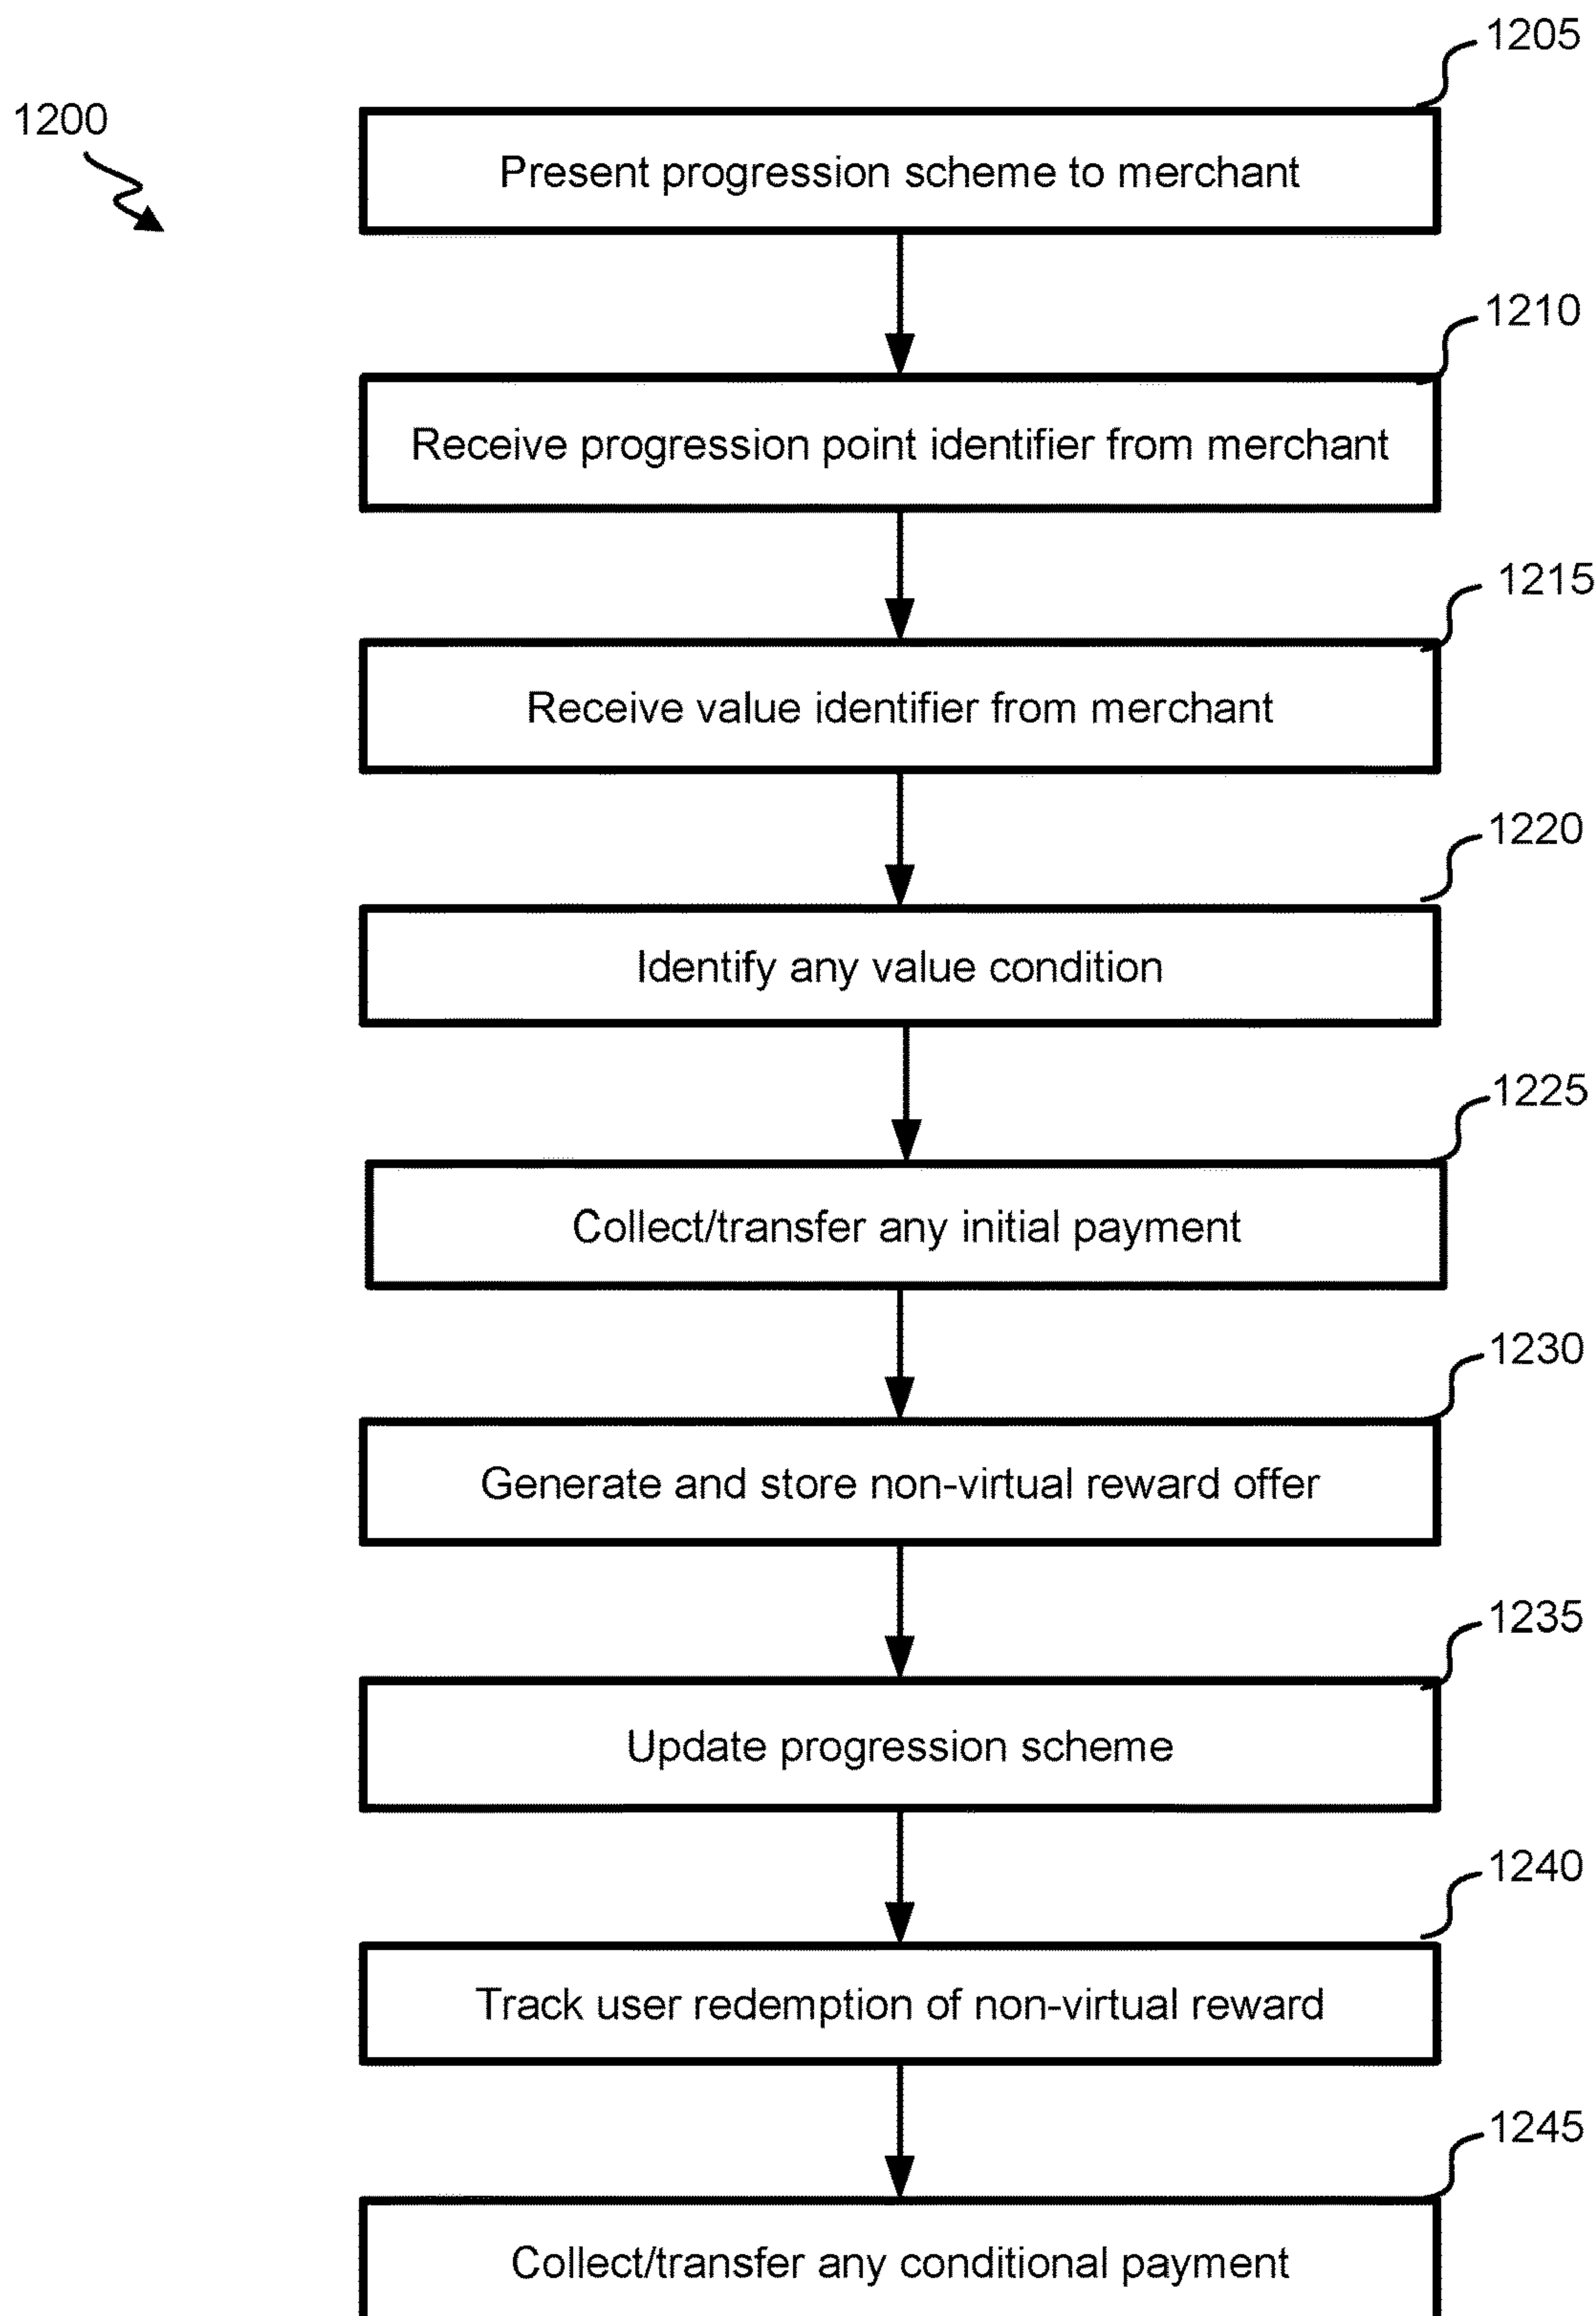 1205
1200
Present progression scheme to merchant
1210
Receive progression point identifier from merchant
1215
Receive value identifier from merchant
1220
Identify any value condition
1225
Collect/transfer any initial payment
1230
Generate and store non-virtual reward offer
1235
Update progression scheme
1240
Track user redemption of non-virtual reward
1245
Collect/transfer any conditional payment